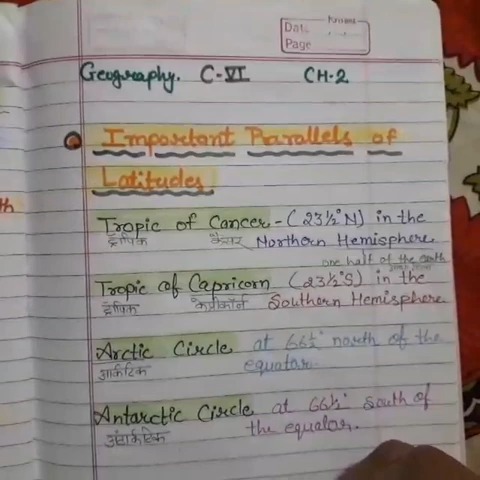 Date
Page
Geography. C-VI CH-2
Important Parallels of
Latitudes
Tropic of Cancer - (23½°N) in the
ट्रॉपिक कैंसर Northern Hemisphere
one half of the earth
Tropic of Capricorn (23½°S) in the
ट्रॉपिक कैप्रीकॉर्न Southern Hemisphere
Arctic Circle at 66½° north of the
आर्कटिक equator.
Antarctic Circle at 66½° South of
अंटार्कटिक the equator.
th